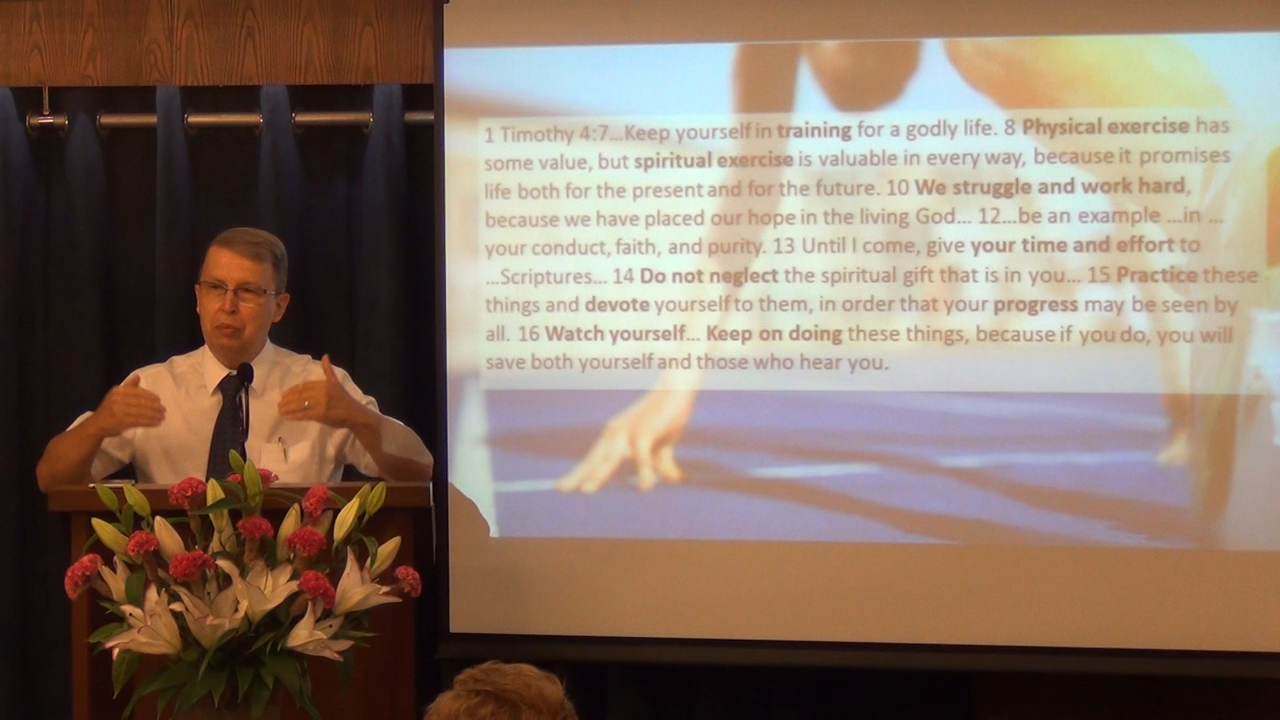 1 Timothy 4:7...Keep yourself in training for a godly life. 8 Physical exercise has
some value, but spiritual exercise is valuable in every way, because it promises
life both for the present and for the future. 10 We struggle and work hard,
because we have placed our hope in the living God... 12...be an example ...in ...
your conduct, faith, and purity. 13 Until I come, give your time and effort to
...Scriptures... 14 Do not neglect the spiritual gift that is in you... 15 Practice these
things and devote yourself to them, in order that your progress may be seen by
all. 16 Watch yourself... Keep on doing these things, because if you do, you will
save both yourself and those who hear you.